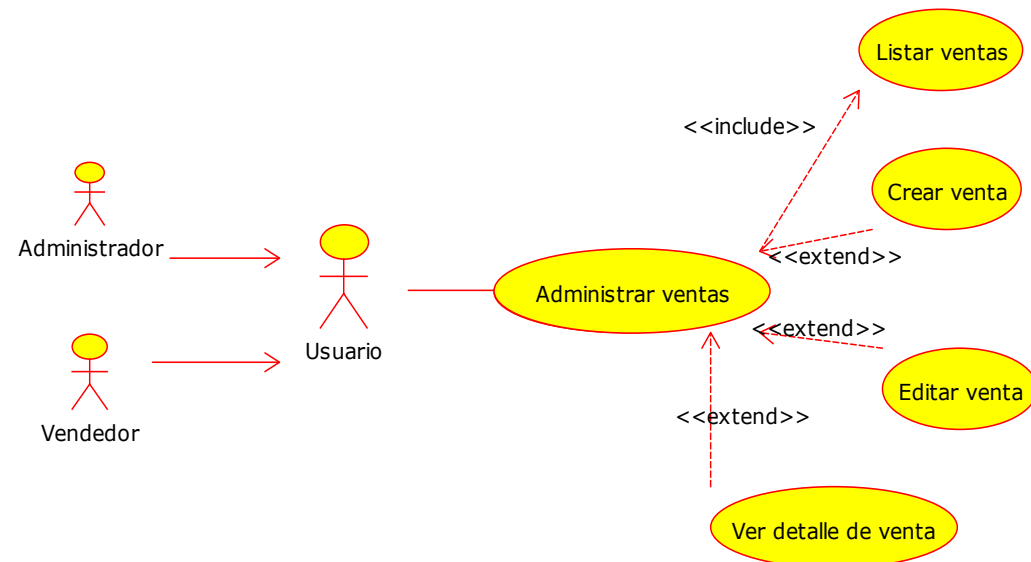 Listar ventas
<<include>>
Crear venta
Administrador
<<extend>>
Administrar ventas
<<extend>>
Usuario
Editar venta
<<extend>>
Vendedor
Ver detalle de venta